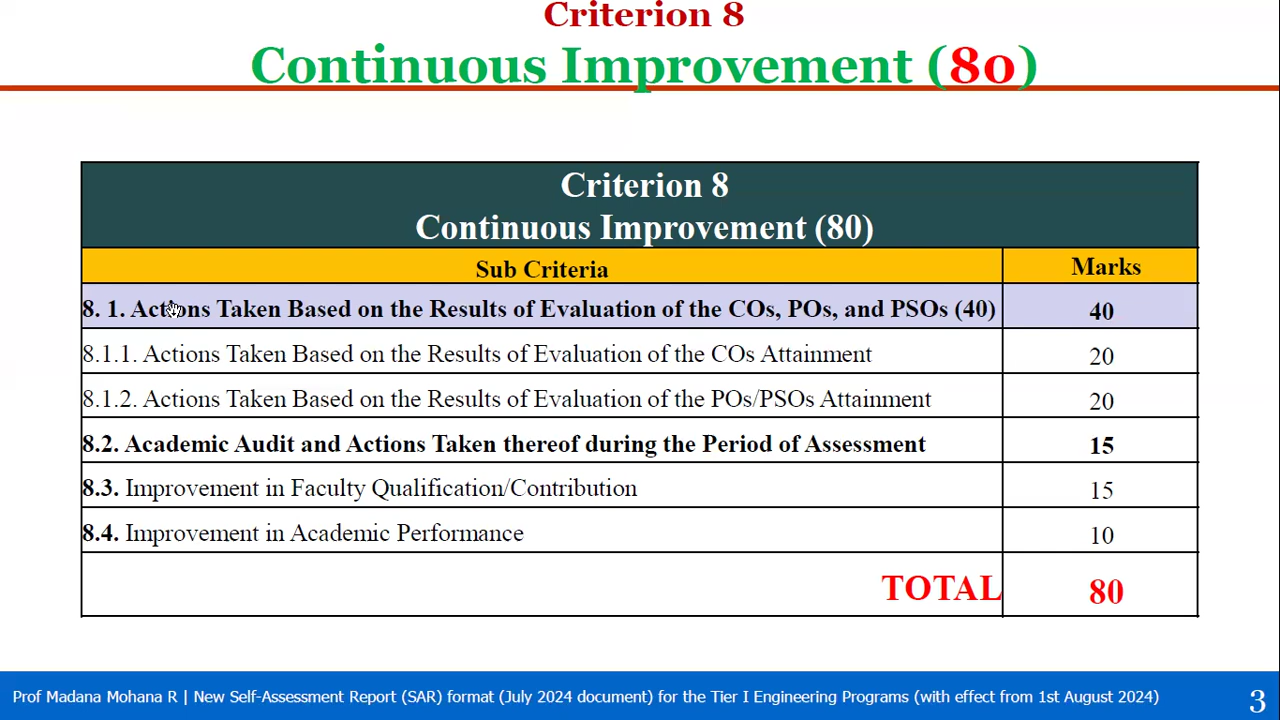 Criterion 8
Continuous Improvement (80)
Criterion 8
Continuous Improvement (80)
Sub Criteria Marks
8. 1. Actions Taken Based on the Results of Evaluation of the COs, POs, and PSOs (40) 40
8.1.1. Actions Taken Based on the Results of Evaluation of the COs Attainment 20
8.1.2. Actions Taken Based on the Results of Evaluation of the POs/PSOs Attainment 20
8.2. Academic Audit and Actions Taken thereof during the Period of Assessment 15
8.3. Improvement in Faculty Qualification/Contribution 15
8.4. Improvement in Academic Performance 10
TOTAL 80
Prof Madana Mohana R | New Self-Assessment Report (SAR) format (July 2024 document) for the Tier I Engineering Programs (with effect from 1st August 2024) 3